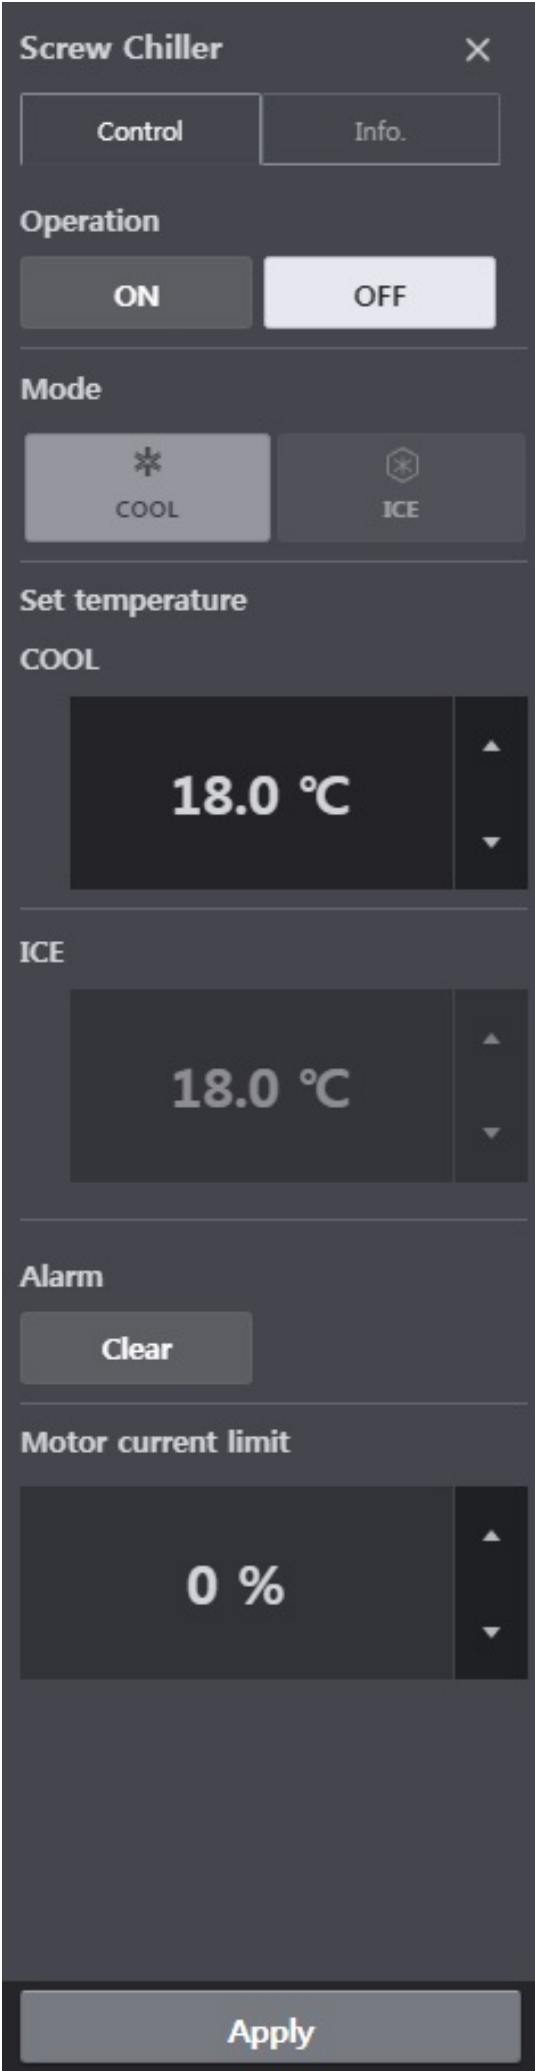 Screw Chiller
Control Info.
Operation
ON OFF
Mode
COOL ICE
Set temperature
COOL
18.0 ℃
ICE
18.0 ℃
Alarm
Clear
Motor current limit
0 %
Apply